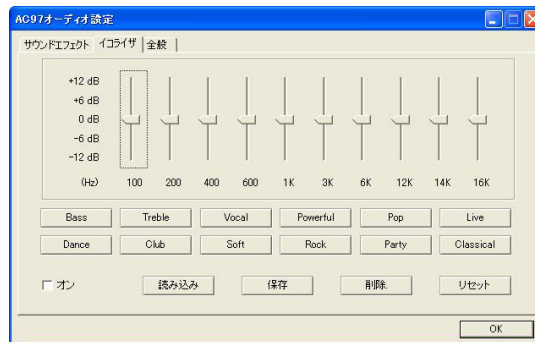 AC97オーディオ設定
サウンドエフェクト イコライザ 全般
+12 dB
+6 dB
0 dB
-6 dB
-12 dB
(Hz) 100 200 400 600 1K 3K 6K 12K 14K 16K
Bass Treble Vocal Powerful Pop Live
Dance Club Soft Rock Party Classical
オン 読み込み 保存 削除. リセット
OK